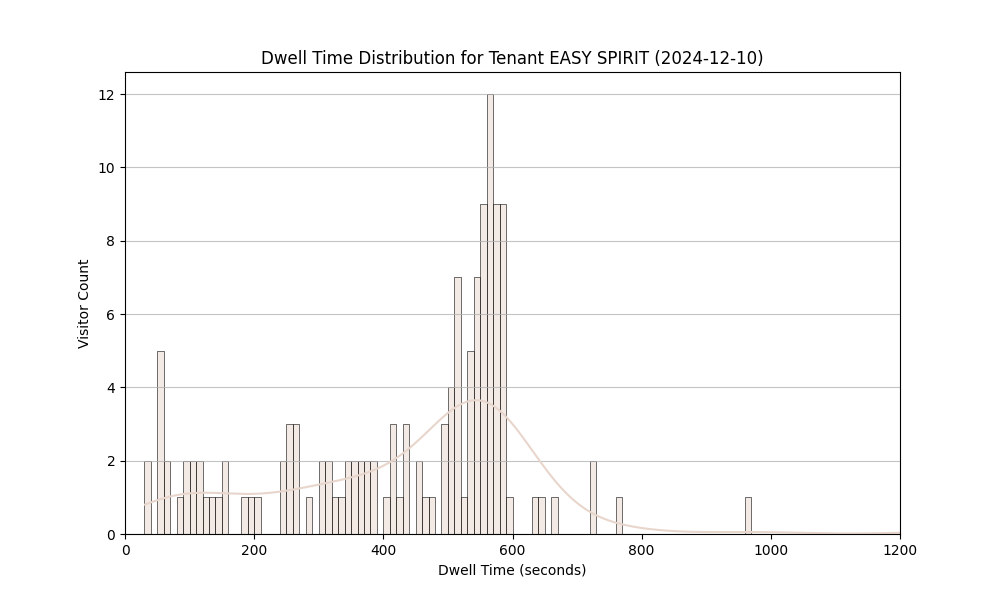 Dwell Time Distribution for Tenant EASY SPIRIT (2024-12-10)
12
10
8
6
4
2
0
Visitor Count
0 200 400 600 800 1000 1200
Dwell Time (seconds)